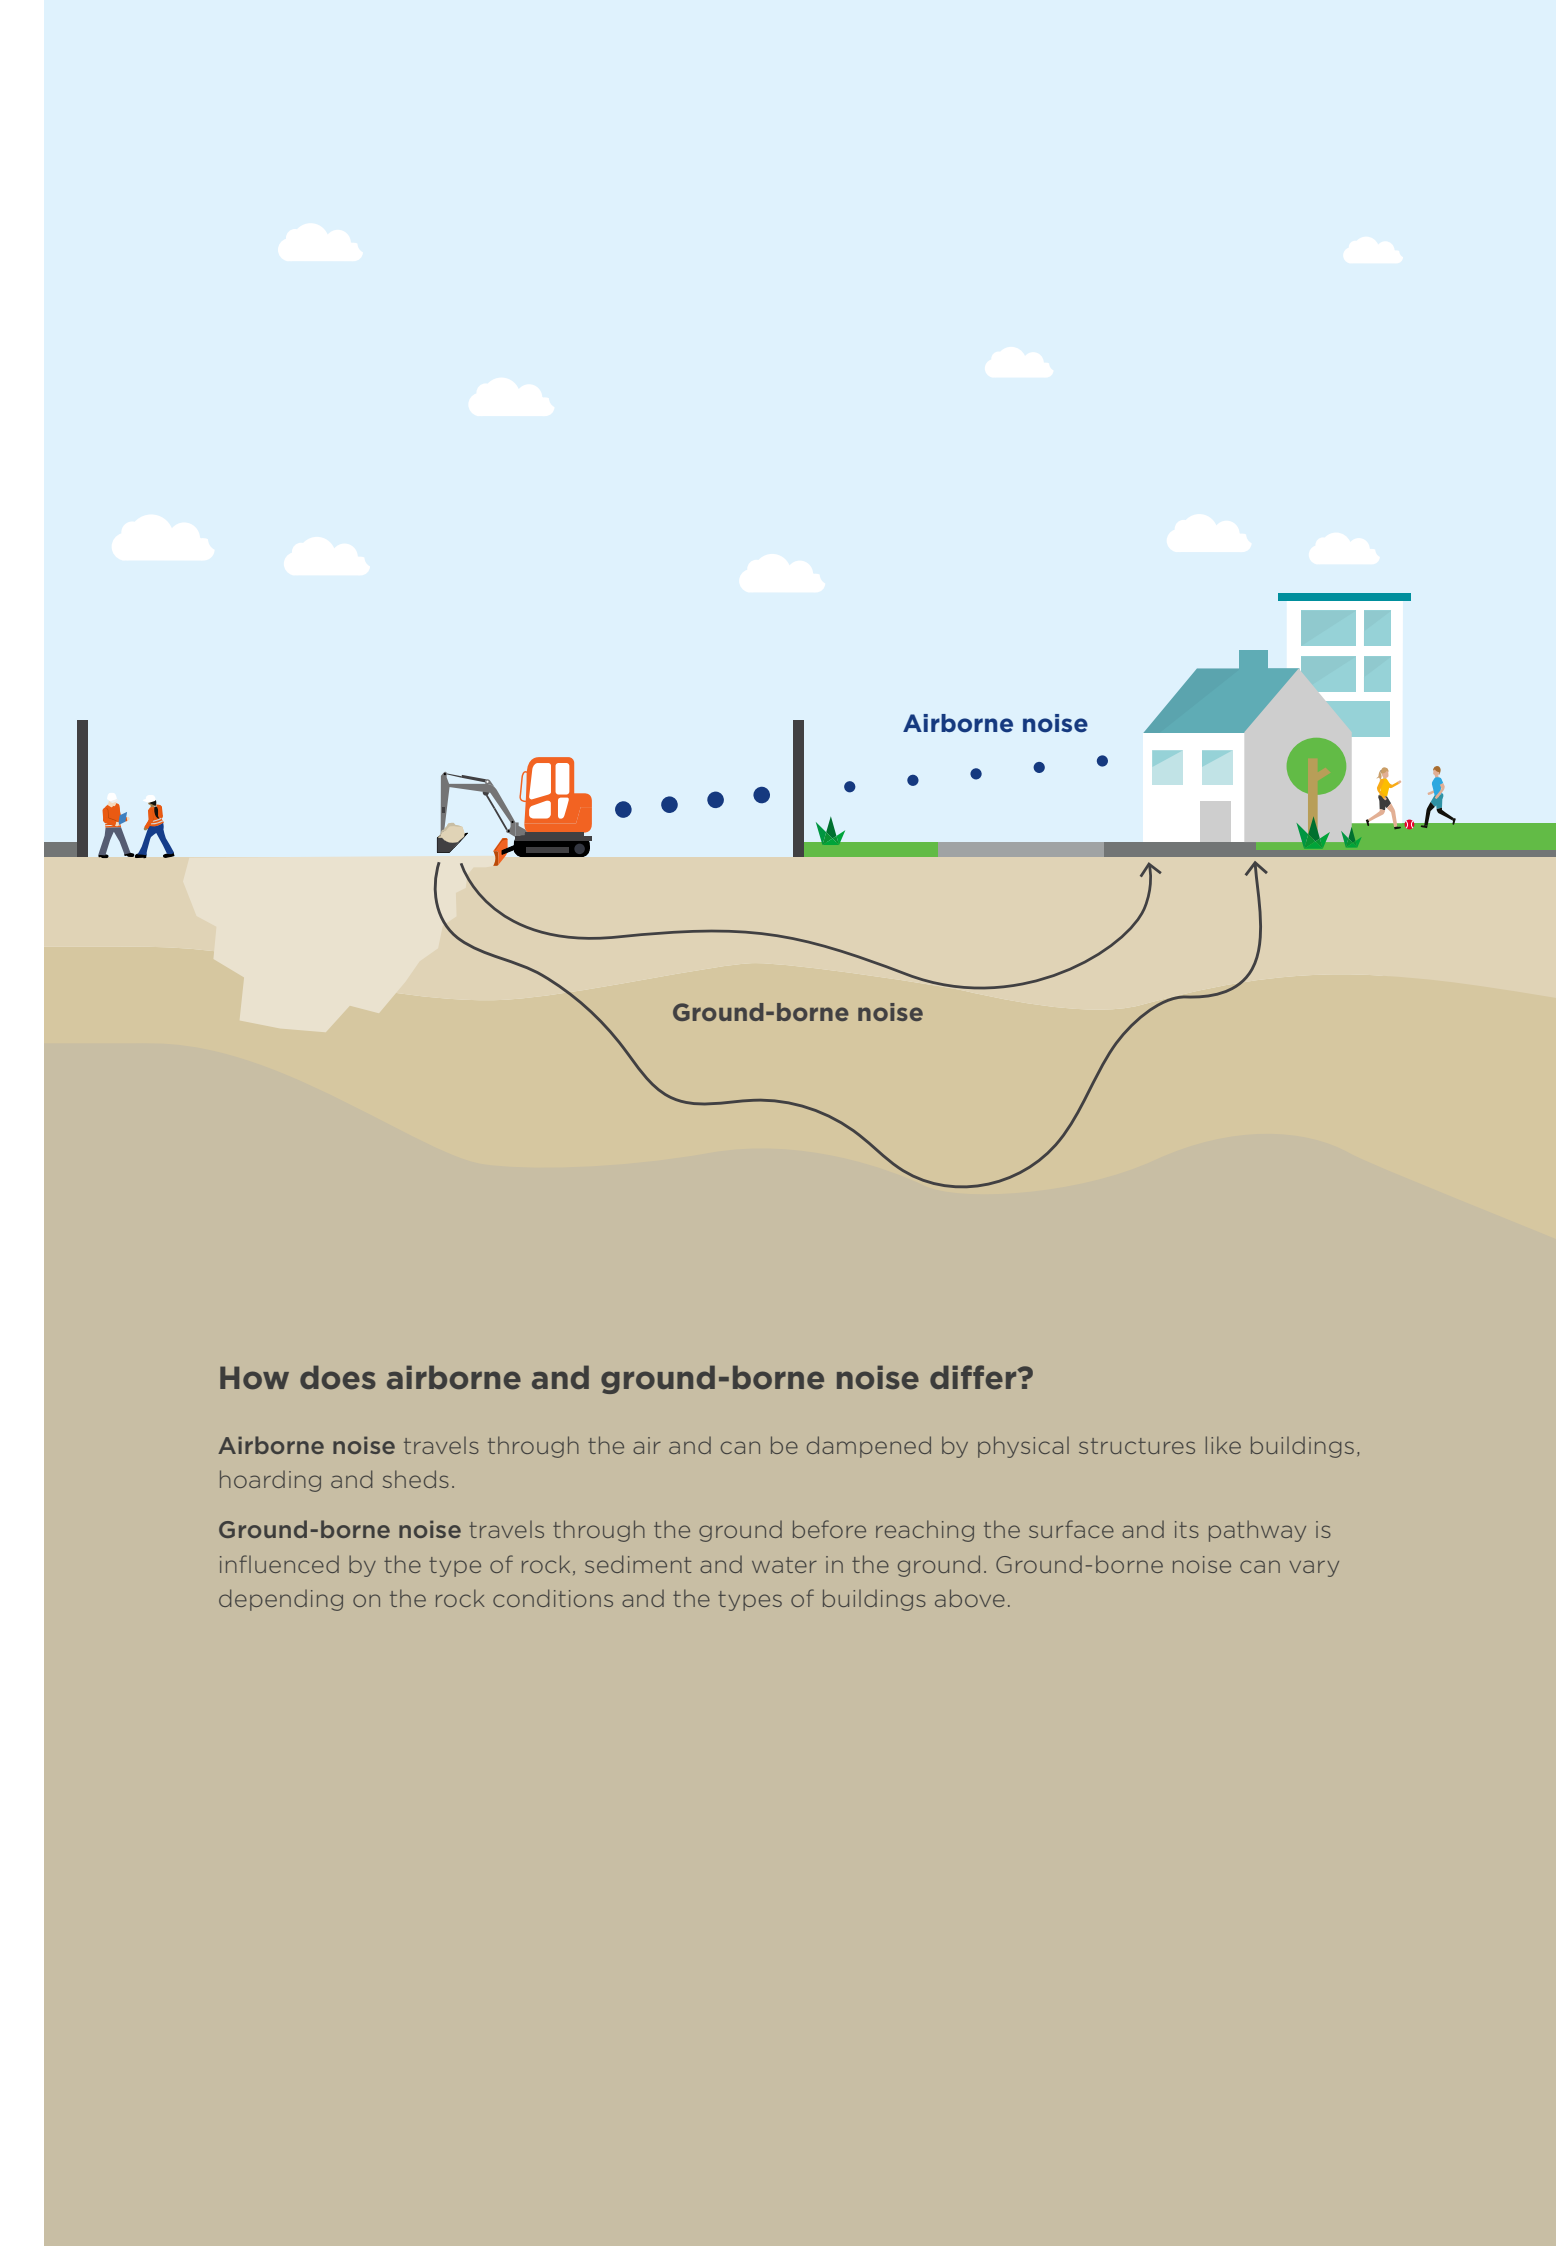 Airborne noise
Ground-borne noise
How does airborne and ground-borne noise differ?
Airborne noise travels through the air and can be dampened by physical structures like buildings,
hoarding and sheds.
Ground-borne noise travels through the ground before reaching the surface and its pathway is
influenced by the type of rock, sediment and water in the ground. Ground-borne noise can vary
depending on the rock conditions and the types of buildings above.